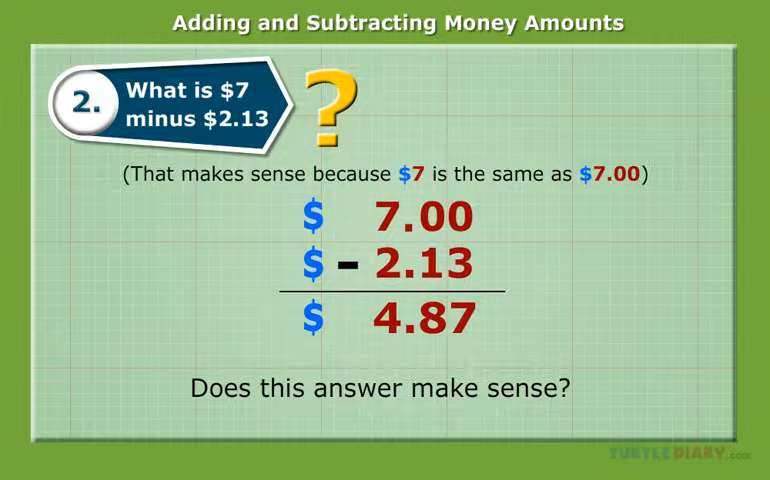 Adding and Subtracting Money Amounts
2. What is $7
minus $2.13
?
(That makes sense because $7 is the same as $7.00)
$ 7.00
$ - 2.13
$ 4.87
Does this answer make sense?
TURTLEDIARY.com